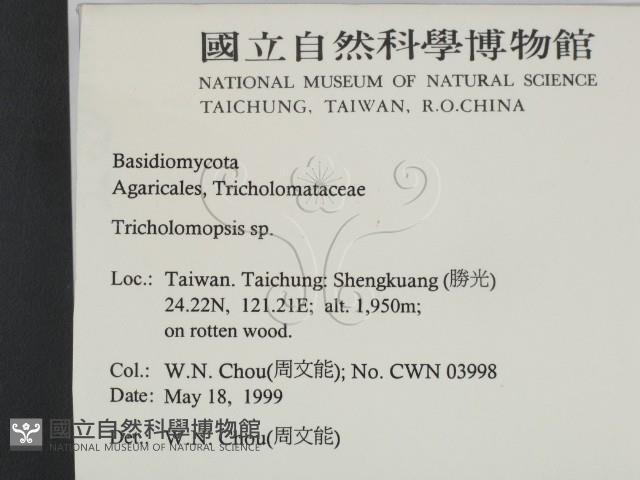 國立自然科學博物館
NATIONAL MUSEUM OF NATURAL SCIENCE
TAICHUNG, TAIWAN, R.O.CHINA
Basidiomycota
Agaricales, Tricholomataceae
Tricholomopsis sp.
Loc.: Taiwan. Taichung: Shengkuang (勝光)
24.22N, 121.21E; alt. 1,950m;
on rotten wood.
Col.: W.N. Chou(周文能); No. CWN 03998
Date: May 18, 1999
Det.: W.N. Chou(周文能)
國立自然科學博物館
NATIONAL MUSEUM OF NATURAL SCIENCE